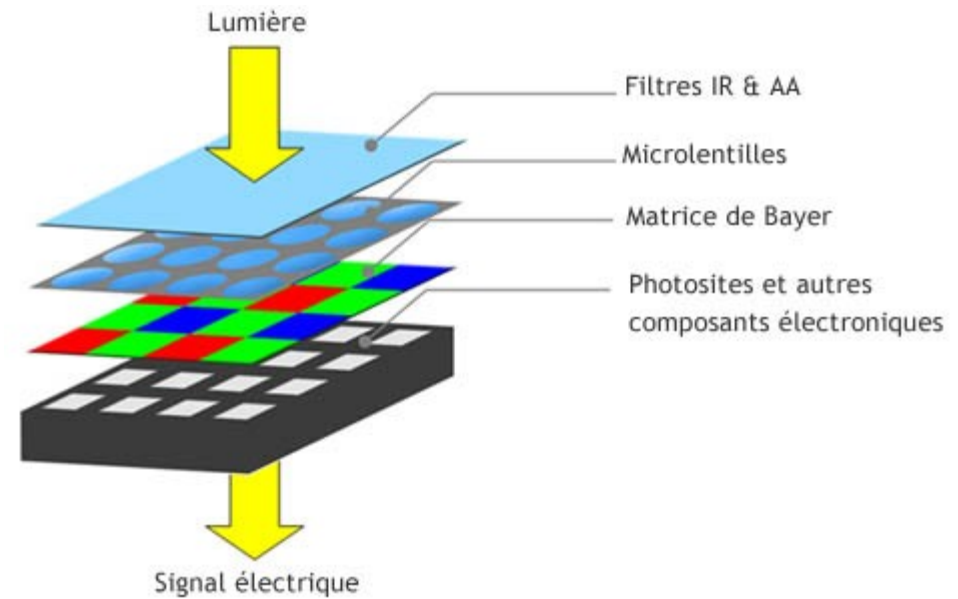 Lumière
Filtres IR & AA
Microlentilles
Matrice de Bayer
Photosites et autres
composants électroniques
Signal électrique